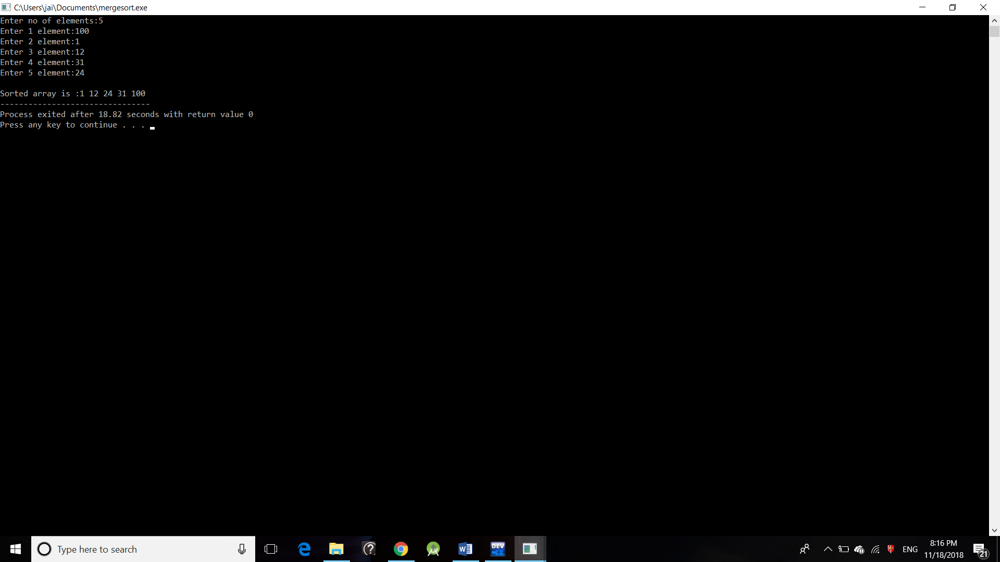 C:\Users\jai\Documents\mergesort.exe
Enter no of elements:5
Enter 1 element:100
Enter 2 element:1
Enter 3 element:12
Enter 4 element:31
Enter 5 element:24
Sorted array is :1 12 24 31 100
--------------------------------
Process exited after 18.82 seconds with return value 0
Press any key to continue . . .
Type here to search
DEV
C++
ENG
8:16 PM
11/18/2018
21